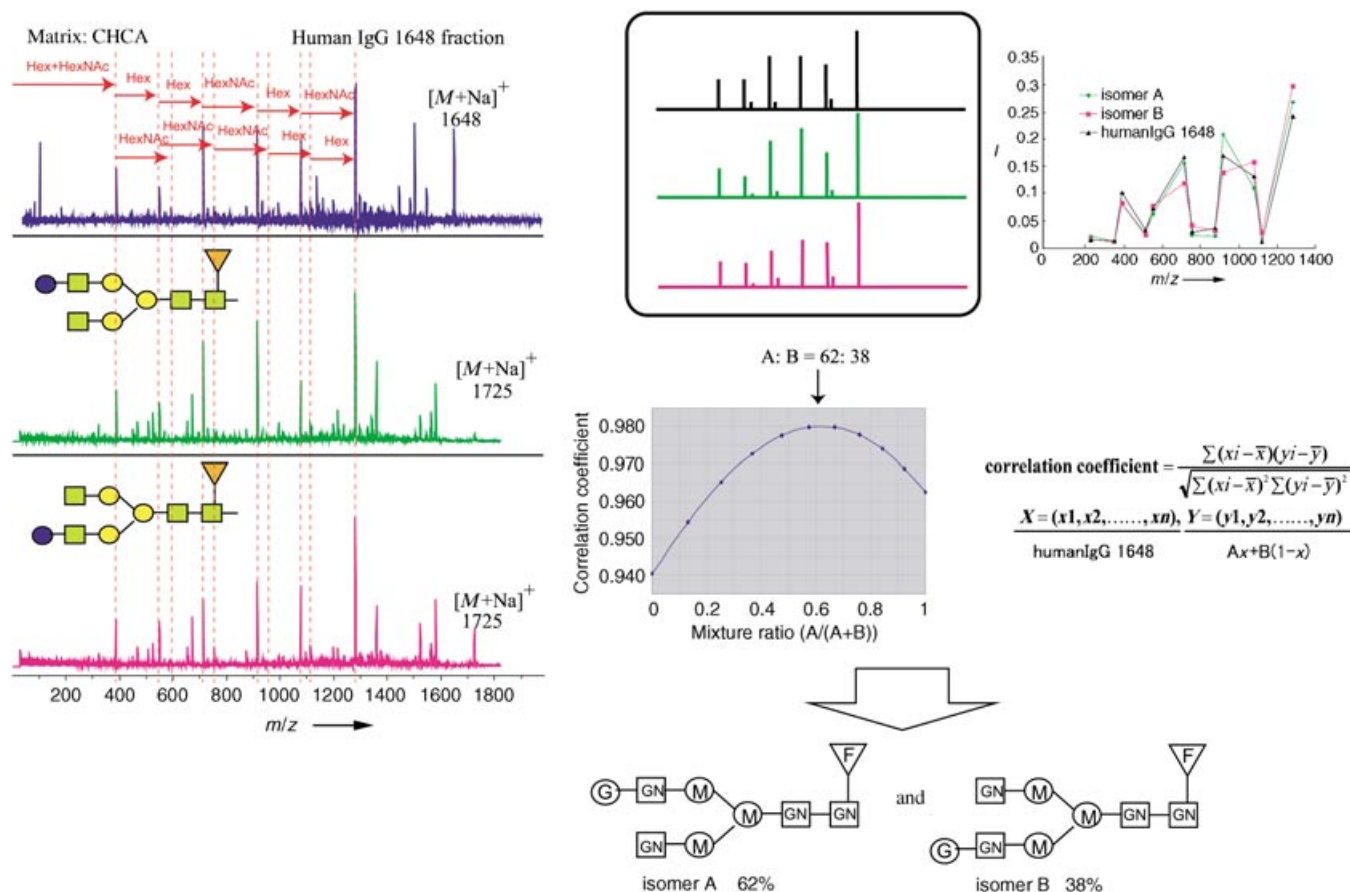 Matrix: CHCA
Human IgG 1648 fraction
Hex+HexNAc
Hex
Hex
HexNAc
Hex
HexNAc
[M+Na]+
1648
HexNAc
HexNAc
HexNAc
Hex
Hex
[M+Na]+
1725
[M+Na]+
1725
200 400 600 800 1000 1200 1400 1600 1800
m/z
0.35
0.3
0.25
0.2
0.15
0.1
0.05
0
I
isomer A
isomer B
humanIgG 1648
0 200 400 600 800 1000 1200 1400
m/z
A: B = 62: 38
Correlation coefficient
0.980
0.970
0.960
0.950
0.940
0 0.2 0.4 0.6 0.8 1
Mixture ratio (A/(A+B))
correlation coefficient = ∑(xi−x̅)(yi−y̅) / √∑(xi−x̅)²∑(yi−y̅)²
X = (x1, x2, ......, xn), Y = (y1, y2, ......, yn)
humanIgG 1648 Ax+B(1−x)
F
G GN M
M GN GN
GN M
isomer A 62%
and
F
GN M
M GN GN
G GN M
isomer B 38%